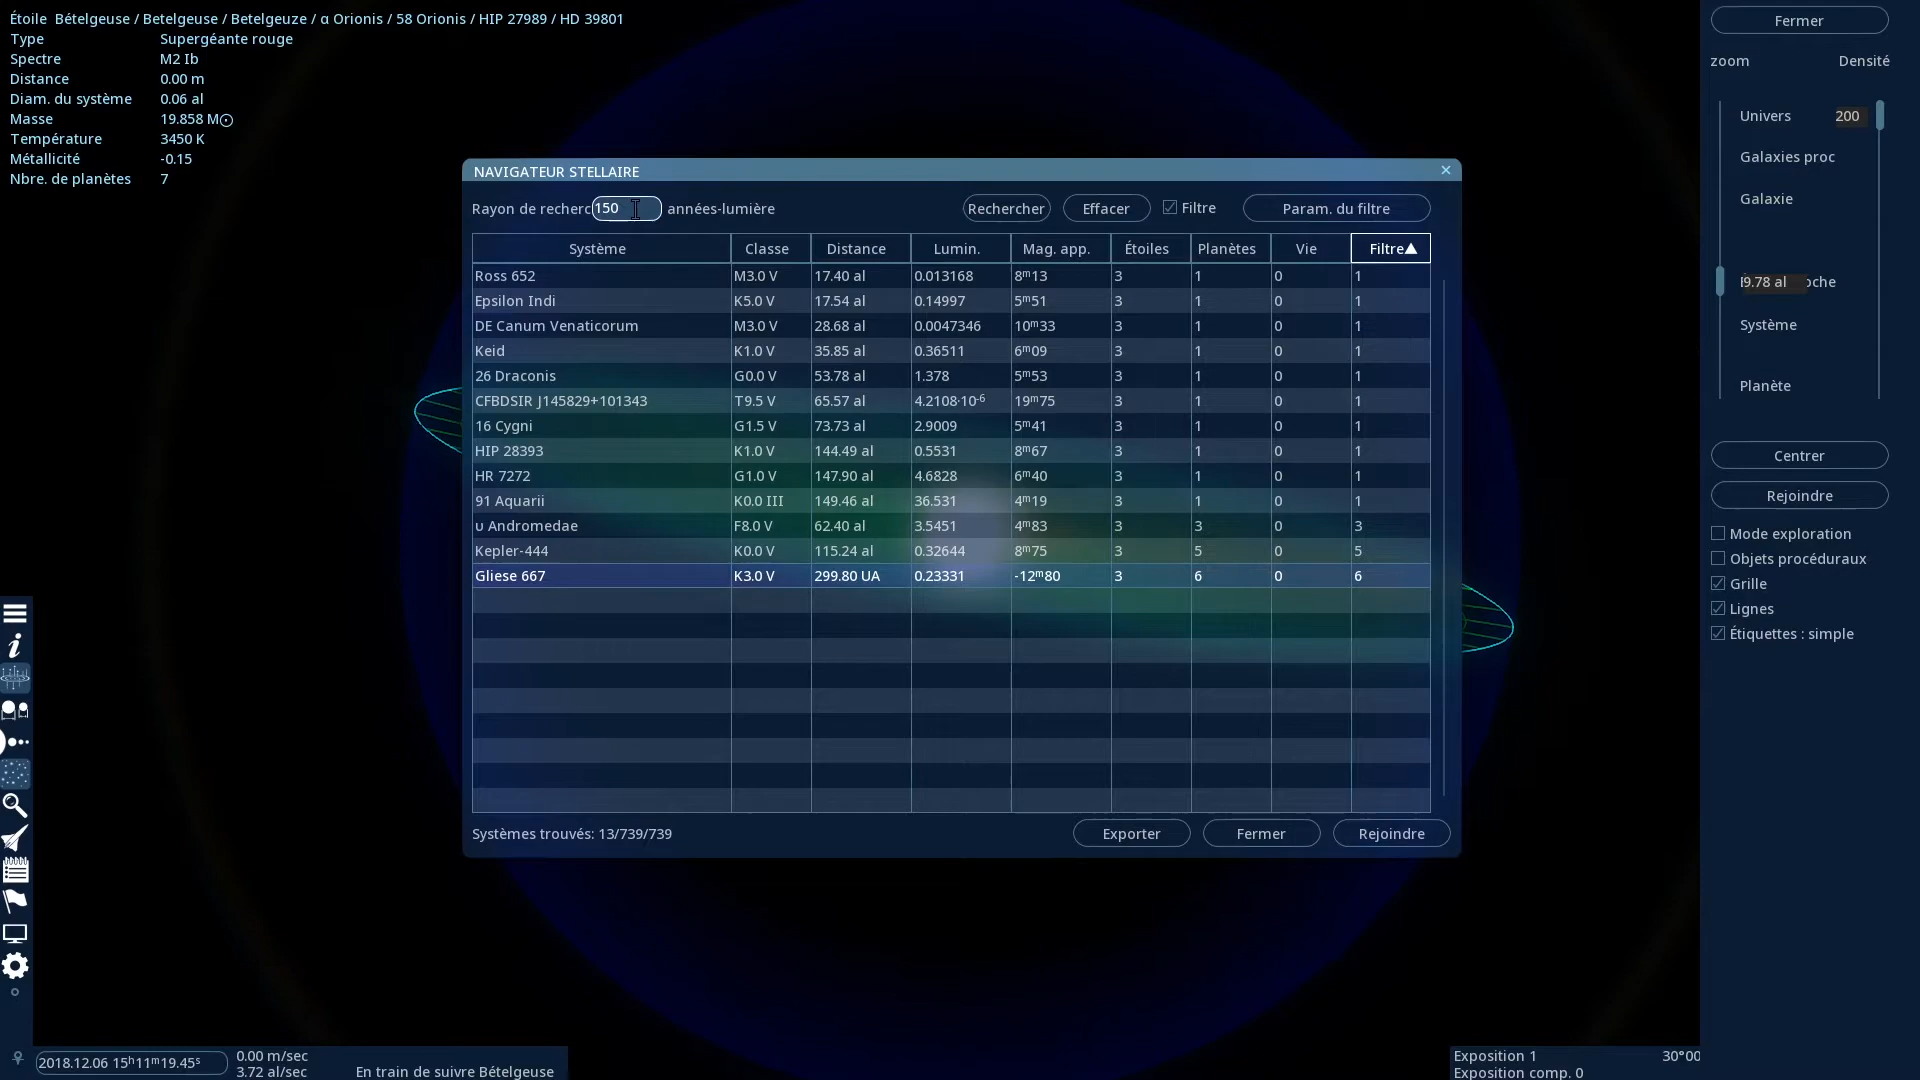 Étoile Bételgeuse / Betelgeuse / Betelgeuze / α Orionis / 58 Orionis / HIP 27989 / HD 39801
Type Supergéante rouge
Spectre M2 Ib
Distance 0.00 m
Diam. du système 0.06 al
Masse 19.858 M☉
Température 3450 K
Métallicité -0.15
Nbre. de planètes 7
NAVIGATEUR STELLAIRE
Rayon de recherc 150 années-lumière Rechercher Effacer Filtre Param. du filtre
Système Classe Distance Lumin. Mag. app. Étoiles Planètes Vie Filtre▲
Ross 652 M3.0 V 17.40 al 0.013168 8ᵐ13 3 1 0 1
Epsilon Indi K5.0 V 17.54 al 0.14997 5ᵐ51 3 1 0 1
DE Canum Venaticorum M3.0 V 28.68 al 0.0047346 10ᵐ33 3 1 0 1
Keid K1.0 V 35.85 al 0.36511 6ᵐ09 3 1 0 1
26 Draconis G0.0 V 53.78 al 1.378 5ᵐ53 3 1 0 1
CFBDSIR J145829+101343 T9.5 V 65.57 al 4.2108·10⁻⁶ 19ᵐ75 3 1 0 1
16 Cygni G1.5 V 73.73 al 2.9009 5ᵐ41 3 1 0 1
HIP 28393 K1.0 V 144.49 al 0.5531 8ᵐ67 3 1 0 1
HR 7272 G1.0 V 147.90 al 4.6828 6ᵐ40 3 1 0 1
91 Aquarii K0.0 III 149.46 al 36.531 4ᵐ19 3 1 0 1
υ Andromedae F8.0 V 62.40 al 3.5451 4ᵐ83 3 3 0 3
Kepler-444 K0.0 V 115.24 al 0.32644 8ᵐ75 3 5 0 5
Gliese 667 K3.0 V 299.80 UA 0.23331 -12ᵐ80 3 6 0 6
Systèmes trouvés: 13/739/739 Exporter Fermer Rejoindre
Fermer
zoom Densité
Univers 200
Galaxies proc
Galaxie
9.78 al oche
Système
Planète
Centrer
Rejoindre
Mode exploration
Objets procéduraux
Grille
Lignes
Étiquettes : simple
2018.12.06 15ʰ11ᵐ19.45ˢ
0.00 m/sec
3.72 al/sec En train de suivre Bételgeuse
Exposition 1 30°00
Exposition comp. 0